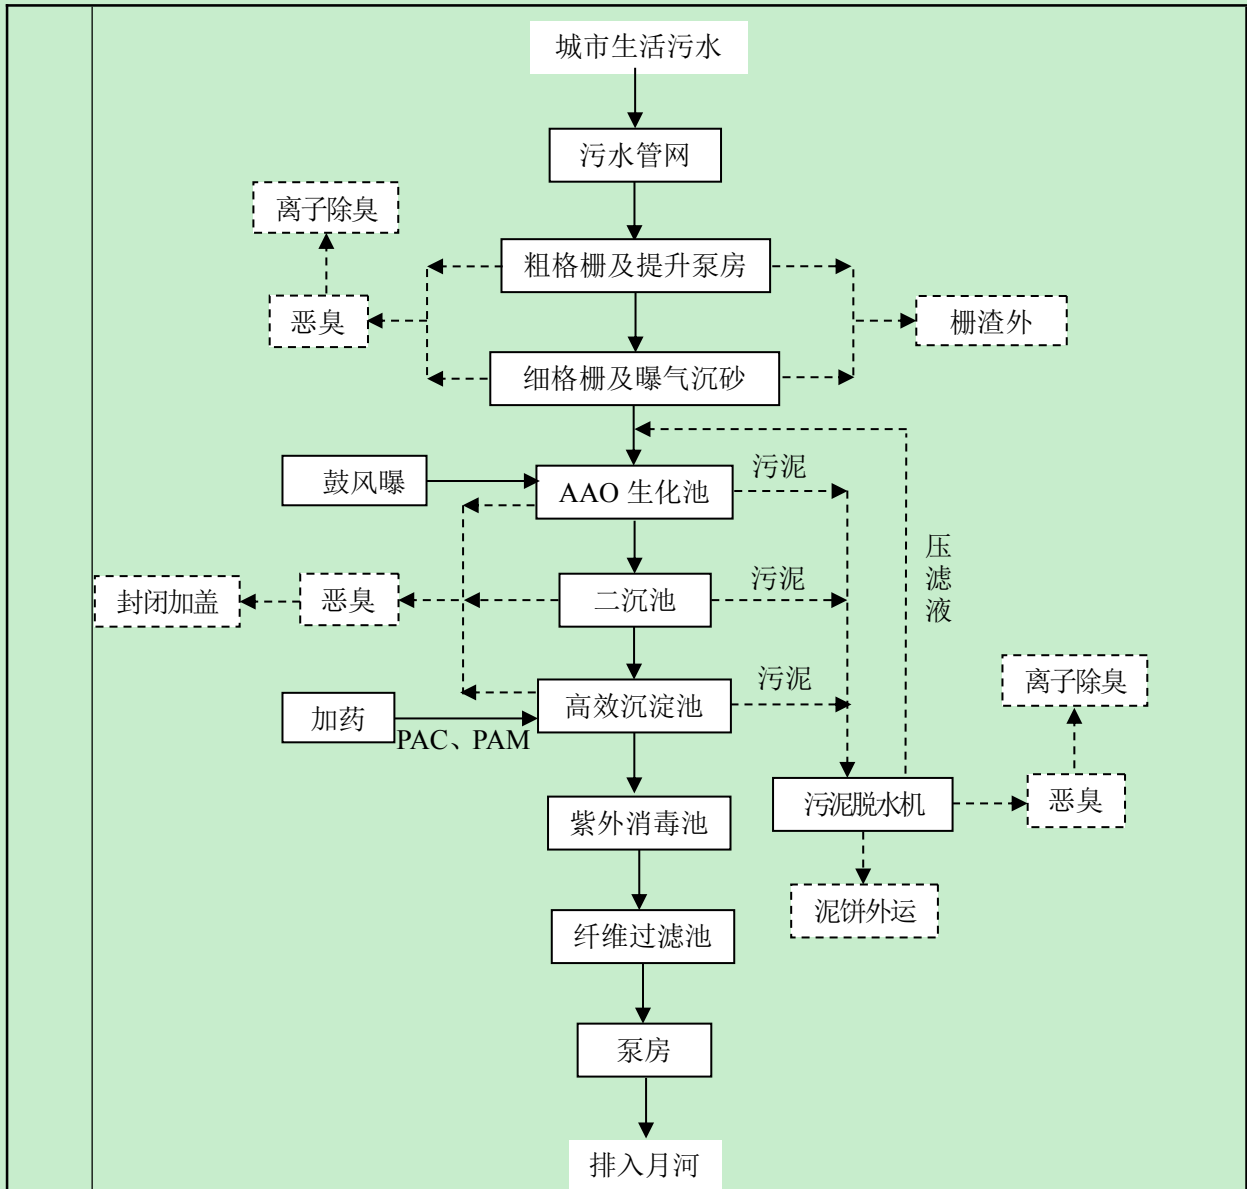 城市生活污水
污水管网
离子除臭
粗格栅及提升泵房
恶臭
栅渣外
细格栅及曝气沉砂
鼓风曝
AAO 生化池
污泥
压滤液
封闭加盖
恶臭
二沉池
污泥
离子除臭
加药
PAC、PAM
高效沉淀池
污泥
紫外消毒池
污泥脱水机
恶臭
泥饼外运
纤维过滤池
泵房
排入月河